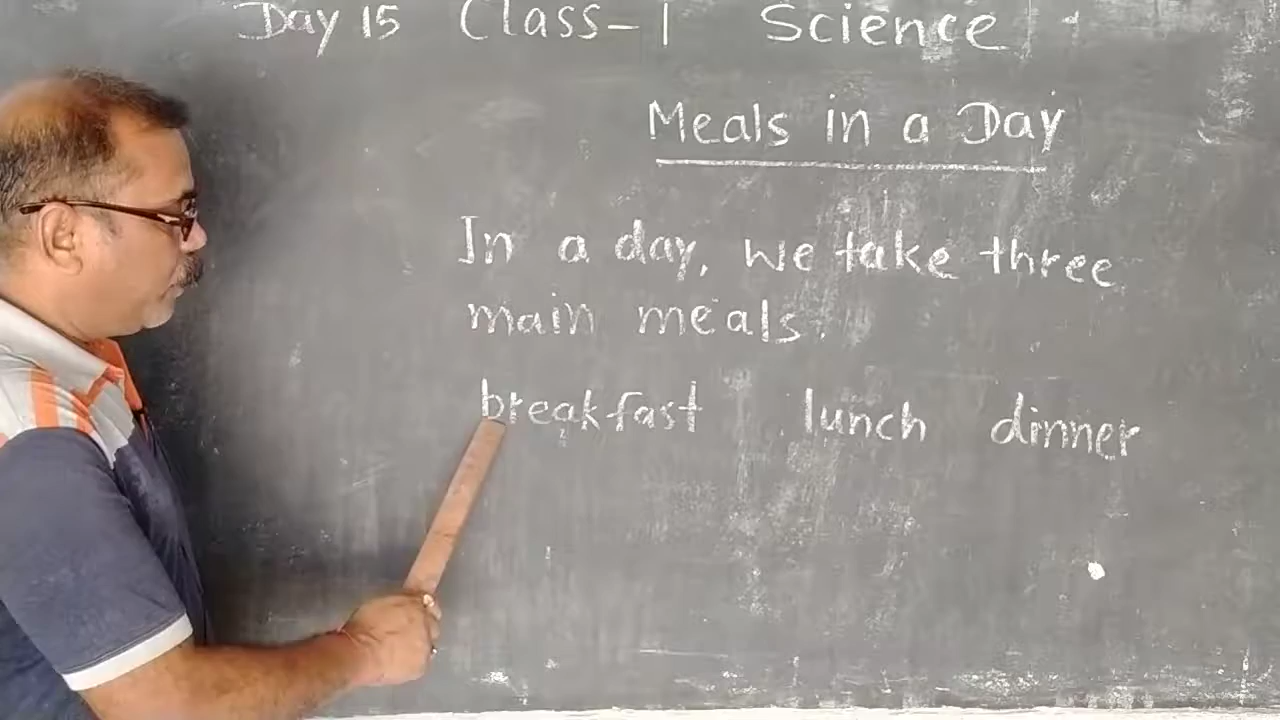 Day 15 Class-1 Science
Meals in a Day
In a day, we take three
main meals.
breakfast lunch dinner